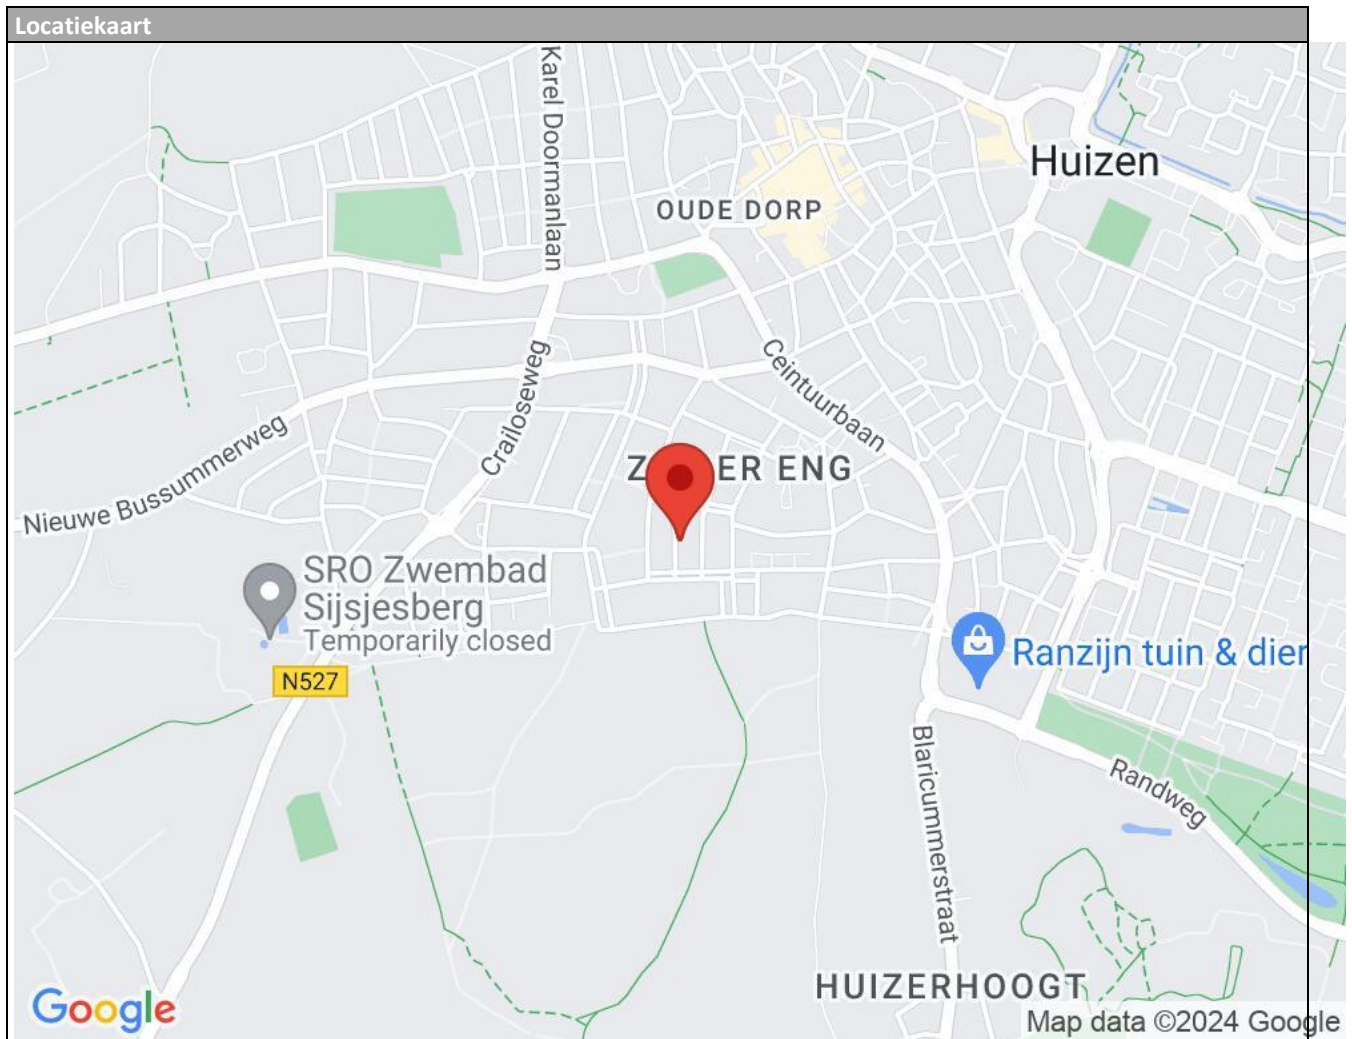 Locatiekaart
Karel Doormanlaan
Huizen
OUDE DORP
Ceintuurbaan
Crailoseweg
Nieuwe Bussummerweg
ER ENG
SRO Zwembad
Sijsjesberg
Temporarily closed
N527
Ranzijn tuin & dier
Blaricummerstraat
Randweg
HUIZERHOOGT
Google
Map data ©2024 Google